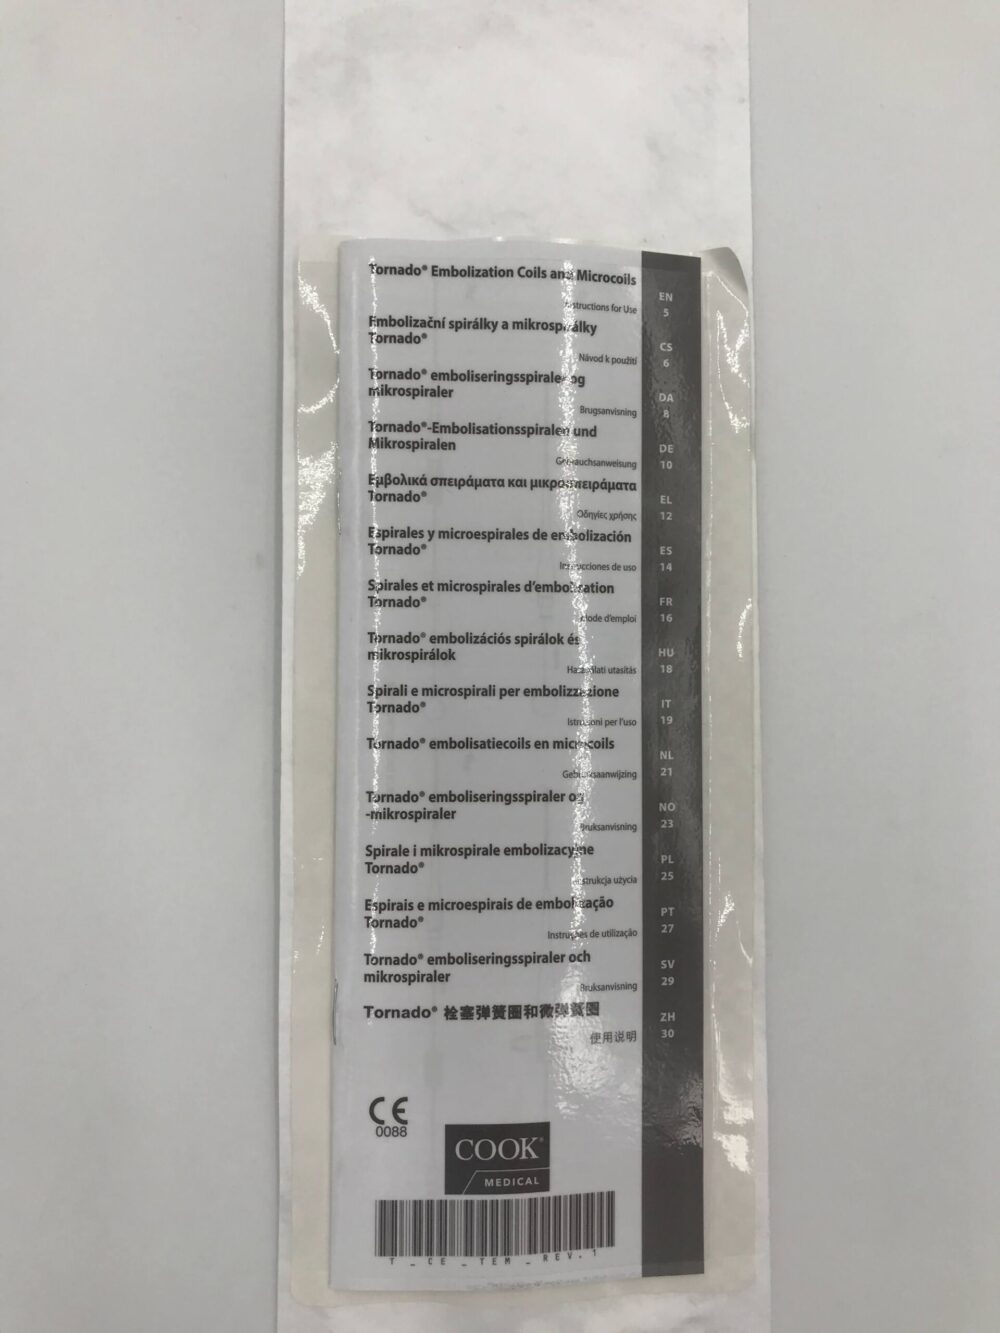 Tornado® Embolization Coils and Microcoils
Instructions for Use
EN
5
Embolizační spirálky a mikrospirálky
Tornado®
Návod k použití
CS
6
Tornado® emboliseringsspiraler og
mikrospiraler
Brugsanvisning
DA
8
Tornado®-Embolisationsspiralen und
Mikrospiralen
Gebrauchsanweisung
DE
10
Εμβολικά σπειράματα και μικροσπειράματα
Tornado®
Οδηγίες χρήσης
EL
12
Espirales y microespirales de embolización
Tornado®
Instrucciones de uso
ES
14
Spirales et microspirales d'embolization
Tornado®
Mode d'emploi
FR
16
Tornado® embolizációs spirálok és
mikrospirálok
Használati utasítás
HU
18
Spirali e microspirali per embolizzazione
Tornado®
Istruzioni per l'uso
IT
19
Tornado® embolisatiecoils en microcoils
Gebruiksaanwijzing
NL
21
Tornado® emboliseringsspiraler og
-mikrospiraler
Bruksanvisning
NO
23
Spirale i mikrospirale embolizacyjne
Tornado®
Instrukcja użycia
PL
25
Espirais e microespirais de embolização
Tornado®
Instruções de utilização
PT
27
Tornado® emboliseringsspiraler och
mikrospiraler
Bruksanvisning
SV
29
Tornado® 栓塞弹簧圈和微弹簧圈
使用说明
ZH
30
CE
0088
COOK®
MEDICAL
T_CE_TEM_REV.1